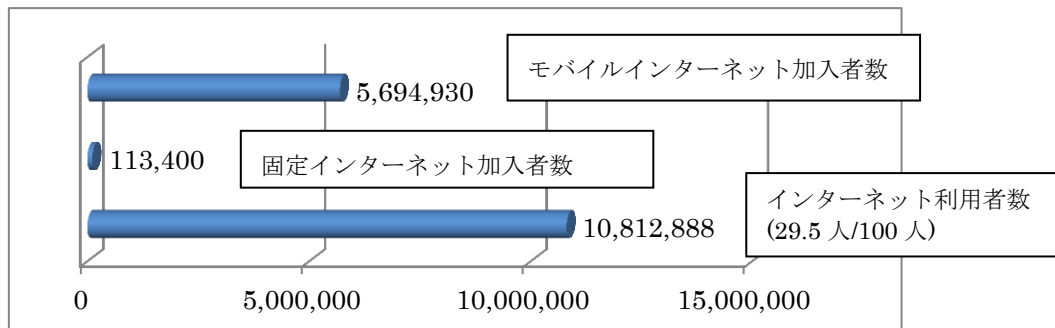 モバイルインターネット加入者数
5,694,930
113,400
固定インターネット加入者数
インターネット利用者数
(29.5 人/100 人)
10,812,888
0
5,000,000
10,000,000
15,000,000